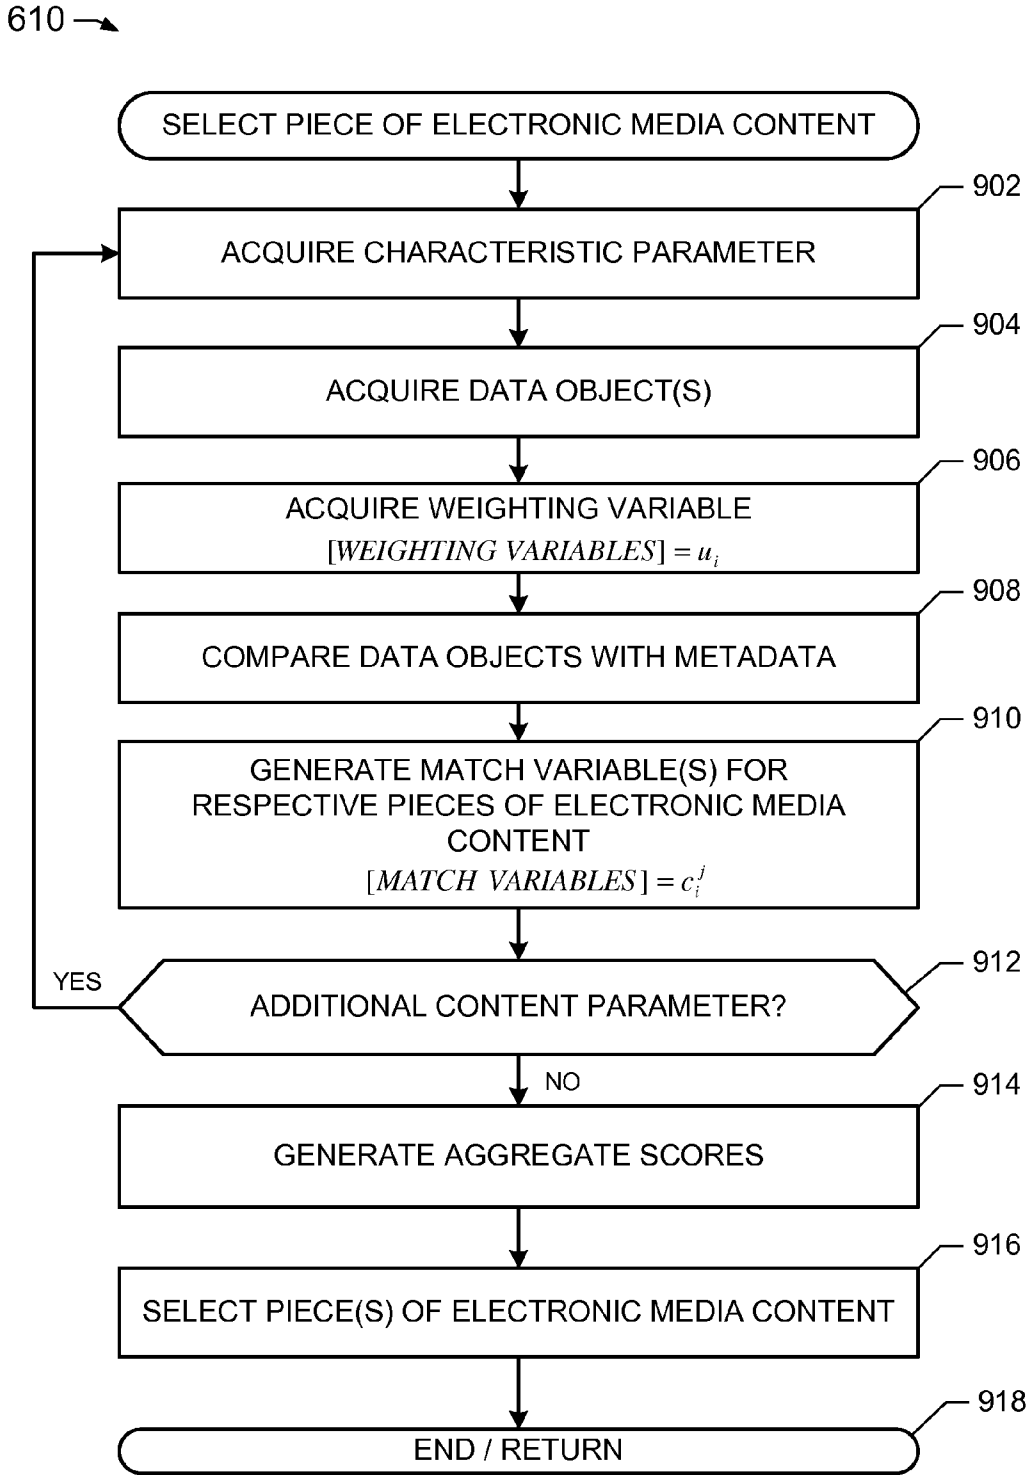 610
SELECT PIECE OF ELECTRONIC MEDIA CONTENT
902
ACQUIRE CHARACTERISTIC PARAMETER
904
ACQUIRE DATA OBJECT(S)
906
ACQUIRE WEIGHTING VARIABLE
[WEIGHTING VARIABLES] = u_i
908
COMPARE DATA OBJECTS WITH METADATA
910
GENERATE MATCH VARIABLE(S) FOR
RESPECTIVE PIECES OF ELECTRONIC MEDIA
CONTENT
[MATCH VARIABLES] = c_i^j
912
YES
ADDITIONAL CONTENT PARAMETER?
NO
914
GENERATE AGGREGATE SCORES
916
SELECT PIECE(S) OF ELECTRONIC MEDIA CONTENT
918
END / RETURN